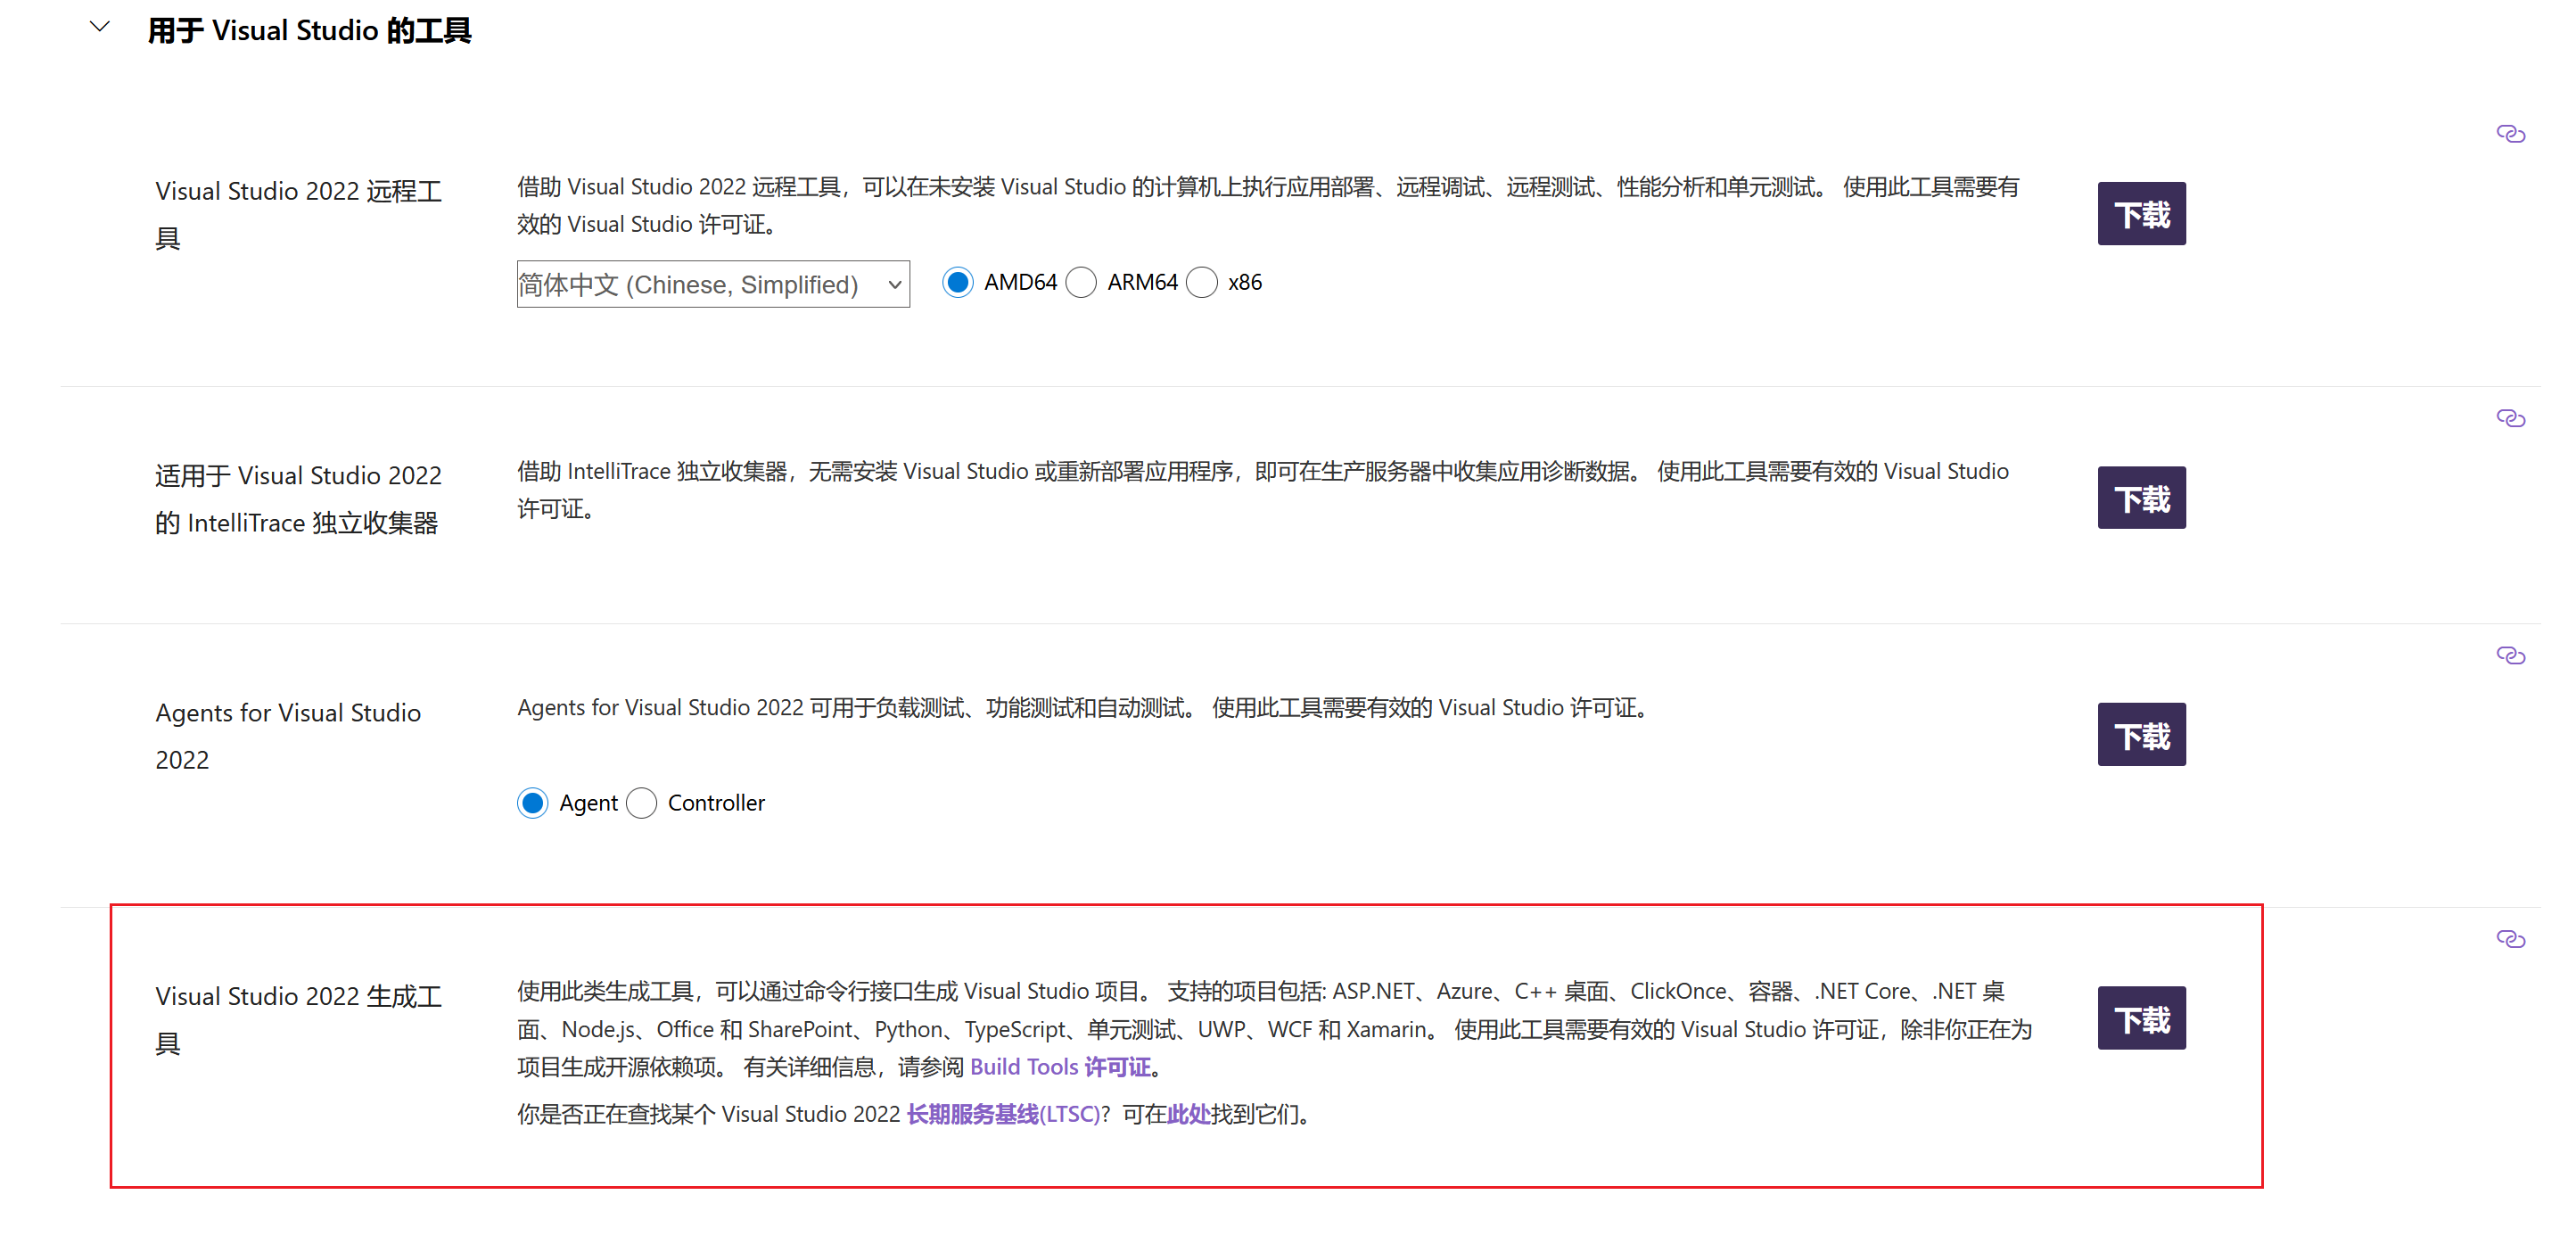 用于 Visual Studio 的工具
Visual Studio 2022 远程工
具
借助 Visual Studio 2022 远程工具，可以在未安装 Visual Studio 的计算机上执行应用部署、远程调试、远程测试、性能分析和单元测试。 使用此工具需要有
效的 Visual Studio 许可证。
简体中文 (Chinese, Simplified)
AMD64 ARM64 x86
下载
适用于 Visual Studio 2022
的 IntelliTrace 独立收集器
借助 IntelliTrace 独立收集器，无需安装 Visual Studio 或重新部署应用程序，即可在生产服务器中收集应用诊断数据。 使用此工具需要有效的 Visual Studio
许可证。
下载
Agents for Visual Studio
2022
Agents for Visual Studio 2022 可用于负载测试、功能测试和自动测试。 使用此工具需要有效的 Visual Studio 许可证。
Agent Controller
下载
Visual Studio 2022 生成工
具
使用此类生成工具，可以通过命令行接口生成 Visual Studio 项目。 支持的项目包括: ASP.NET、Azure、C++ 桌面、ClickOnce、容器、.NET Core、.NET 桌
面、Node.js、Office 和 SharePoint、Python、TypeScript、单元测试、UWP、WCF 和 Xamarin。 使用此工具需要有效的 Visual Studio 许可证，除非你正在为
项目生成开源依赖项。 有关详细信息，请参阅 Build Tools 许可证。
你是否正在查找某个 Visual Studio 2022 长期服务基线(LTSC)？可在此处找到它们。
下载